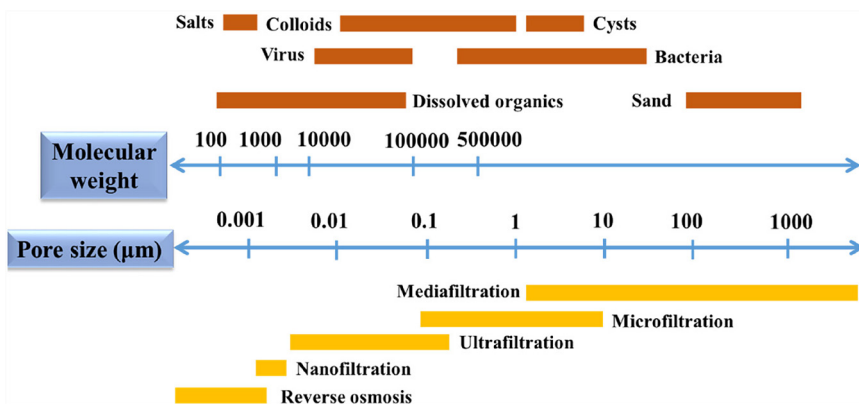 Salts Colloids Cysts
Virus Bacteria
Dissolved organics Sand
100 1000 10000 100000 500000
Molecular
weight
0.001 0.01 0.1 1 10 100 1000
Pore size (µm)
Mediafiltration
Microfiltration
Ultrafiltration
Nanofiltration
Reverse osmosis